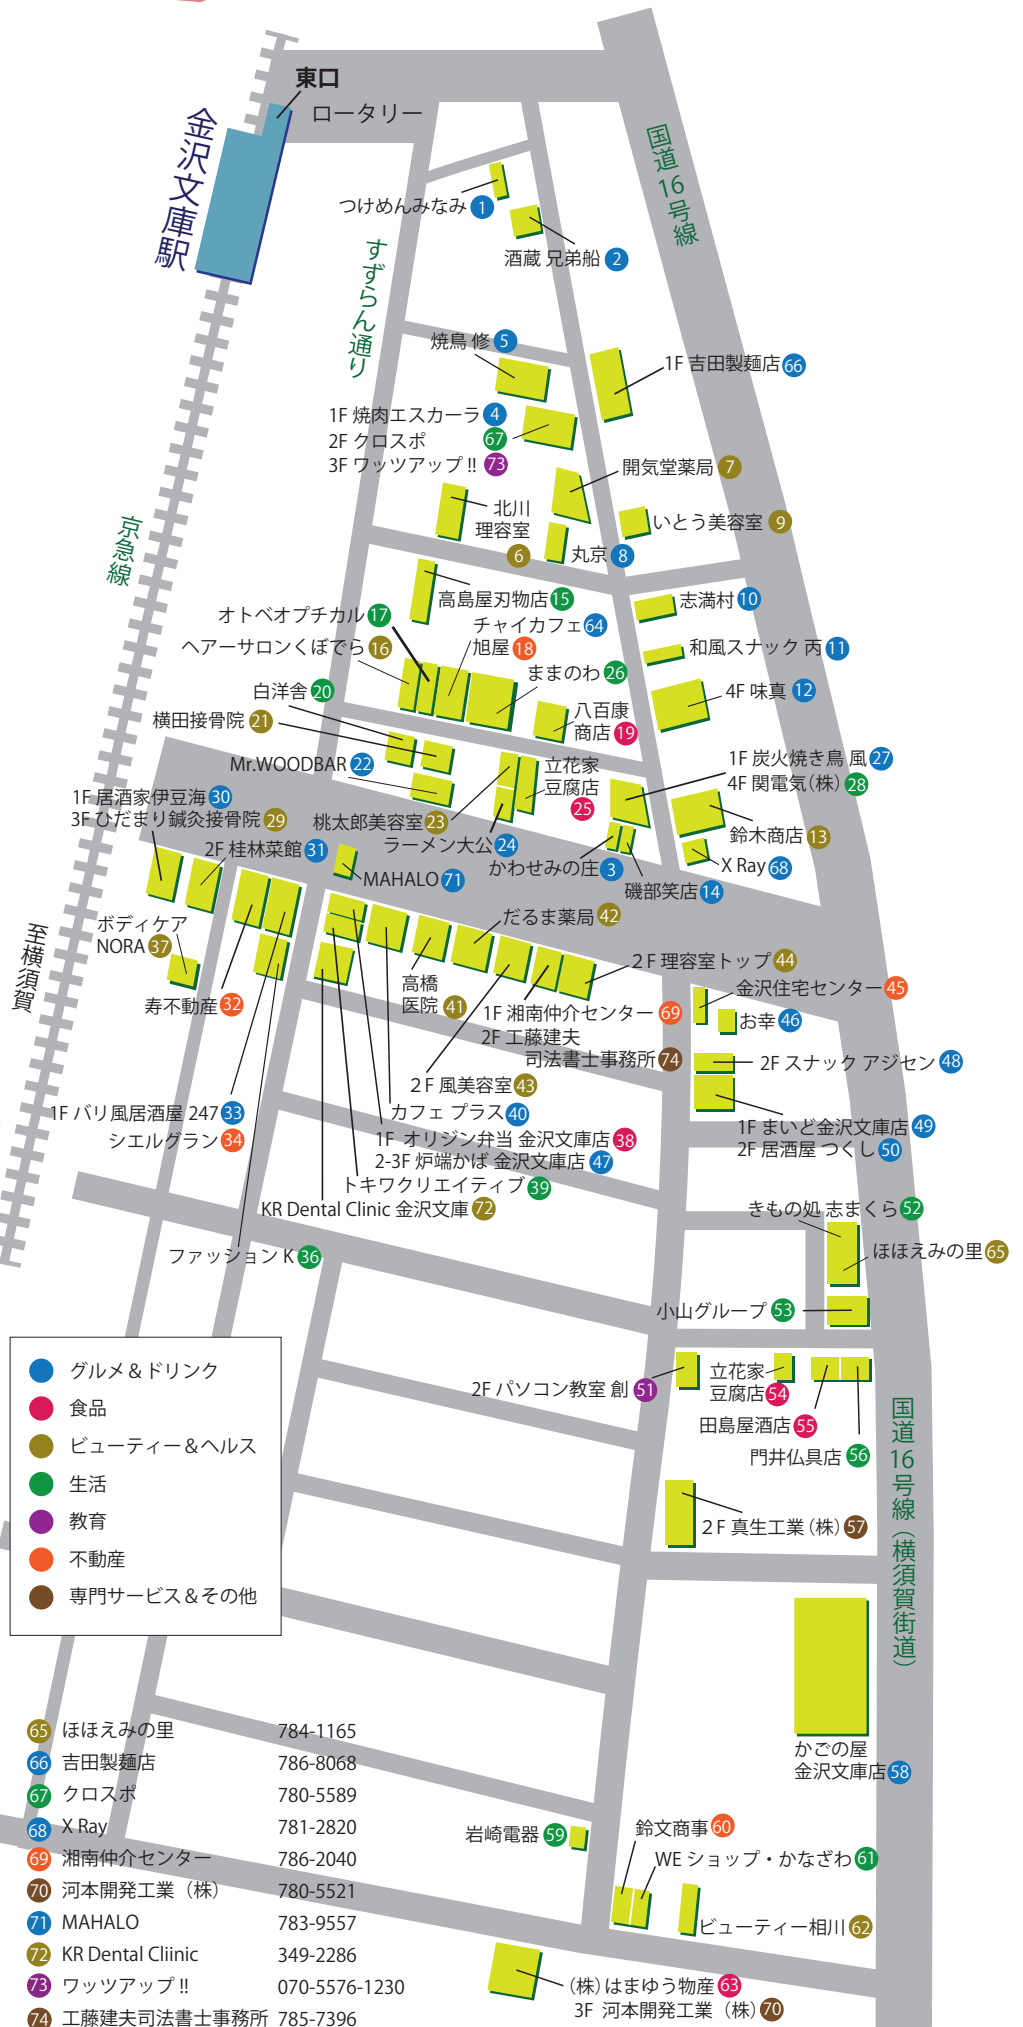 東口
ロータリー
金沢文庫駅
国道16号線
すずらん通り
京急線
至横須賀
つけめんみなみ 1
酒蔵 兄弟船 2
焼鳥 修 5
1F 吉田製麺店 66
1F 焼肉エスカーラ 4
2F クロスポ 67
3F ワッツアップ !! 73
開気堂薬局 7
北川
理容室
6
いとう美容室 9
丸京 8
高島屋刃物店 15
志満村 10
オトベオプチカル 17
チャイカフェ 64
旭屋 18
ヘアーサロンくぼでら 16
和風スナック 丙 11
ままのわ 26
白洋舎 20
4F 味真 12
横田接骨院 21
八百康
商店 19
Mr.WOODBAR 22
立花家
豆腐店
25
1F 炭火焼き鳥 風 27
4F 関電気(株) 28
1F 居酒家伊豆海 30
3F ひだまり鍼灸接骨院 29
桃太郎美容室 23
鈴木商店 13
2F 桂林菜館 31
ラーメン大公 24
かわせみの庄 3
X Ray 68
MAHALO 71
磯部笑店 14
ボディケア
NORA 37
だるま薬局 42
高橋
医院 41
2F 理容室トップ 44
金沢住宅センター 45
寿不動産 32
1F 湘南仲介センター 69
2F 工藤建夫
司法書士事務所 74
お幸 46
2F スナック アジセン 48
2F 風美容室 43
1F バリ風居酒屋 247 33
シエルグラン 34
カフェ プラス 40
1F オリジン弁当 金沢文庫店 38
2-3F 炉端かば 金沢文庫店 47
1F まいど金沢文庫店 49
2F 居酒屋 つくし 50
トキワクリエイティブ 39
KR Dental Clinic 金沢文庫 72
きもの処 志まくら 52
ほほえみの里 65
ファッション K 36
小山グループ 53
グルメ＆ドリンク
食品
ビューティー＆ヘルス
生活
教育
不動産
専門サービス＆その他
2F パソコン教室 創 51
立花家
豆腐店 54
田島屋酒店 55
門井仏具店 56
国道16号線（横須賀街道）
2F 真生工業 (株) 57
かごの屋
金沢文庫店 58
岩崎電器 59
鈴文商事 60
WE ショップ・かなざわ 61
ビューティー相川 62
(株) はまゆう物産 63
3F 河本開発工業（株) 70
65 ほほえみの里 784-1165
66 吉田製麺店 786-8068
67 クロスポ 780-5589
68 X Ray 781-2820
69 湘南仲介センター 786-2040
70 河本開発工業（株） 780-5521
71 MAHALO 783-9557
72 KR Dental Cliinic 349-2286
73 ワッツアップ !! 070-5576-1230
74 工藤建夫司法書士事務所 785-7396